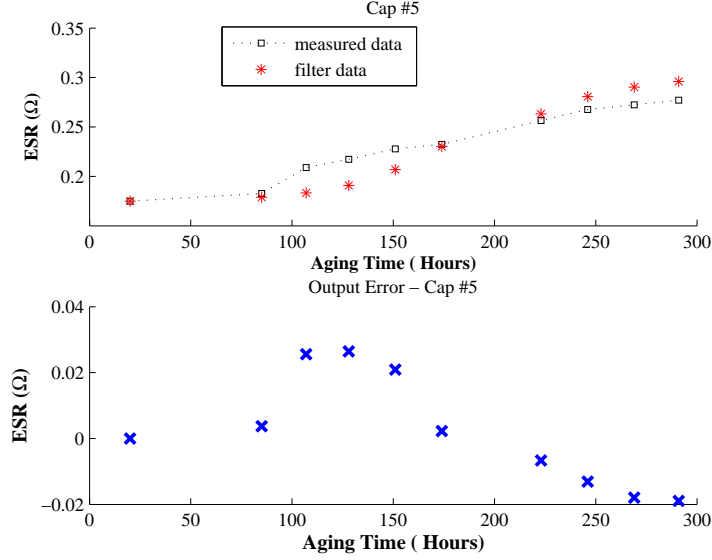 Cap #5
measured data
filter data
0.35
0.3
0.25
0.2
ESR (Ω)
0 50 100 150 200 250 300
Aging Time ( Hours)
Output Error – Cap #5
0.04
0.02
0
−0.02
ESR (Ω)
0 50 100 150 200 250 300
Aging Time ( Hours)